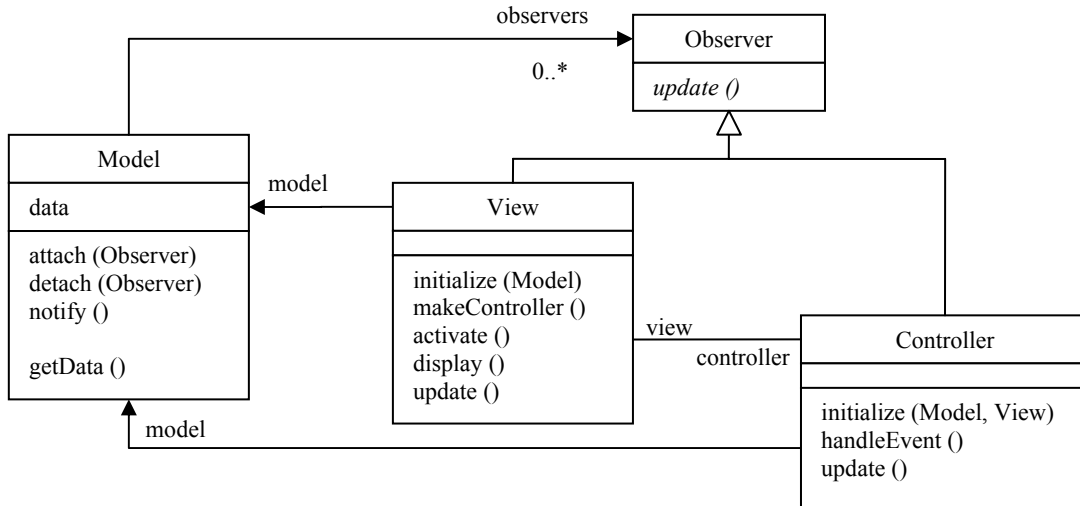 observers
Observer
0..*
update ()
Model
data
attach (Observer)
detach (Observer)
notify ()
getData ()
model
View
initialize (Model)
makeController ()
activate ()
display ()
update ()
view
controller
Controller
initialize (Model, View)
handleEvent ()
update ()
model